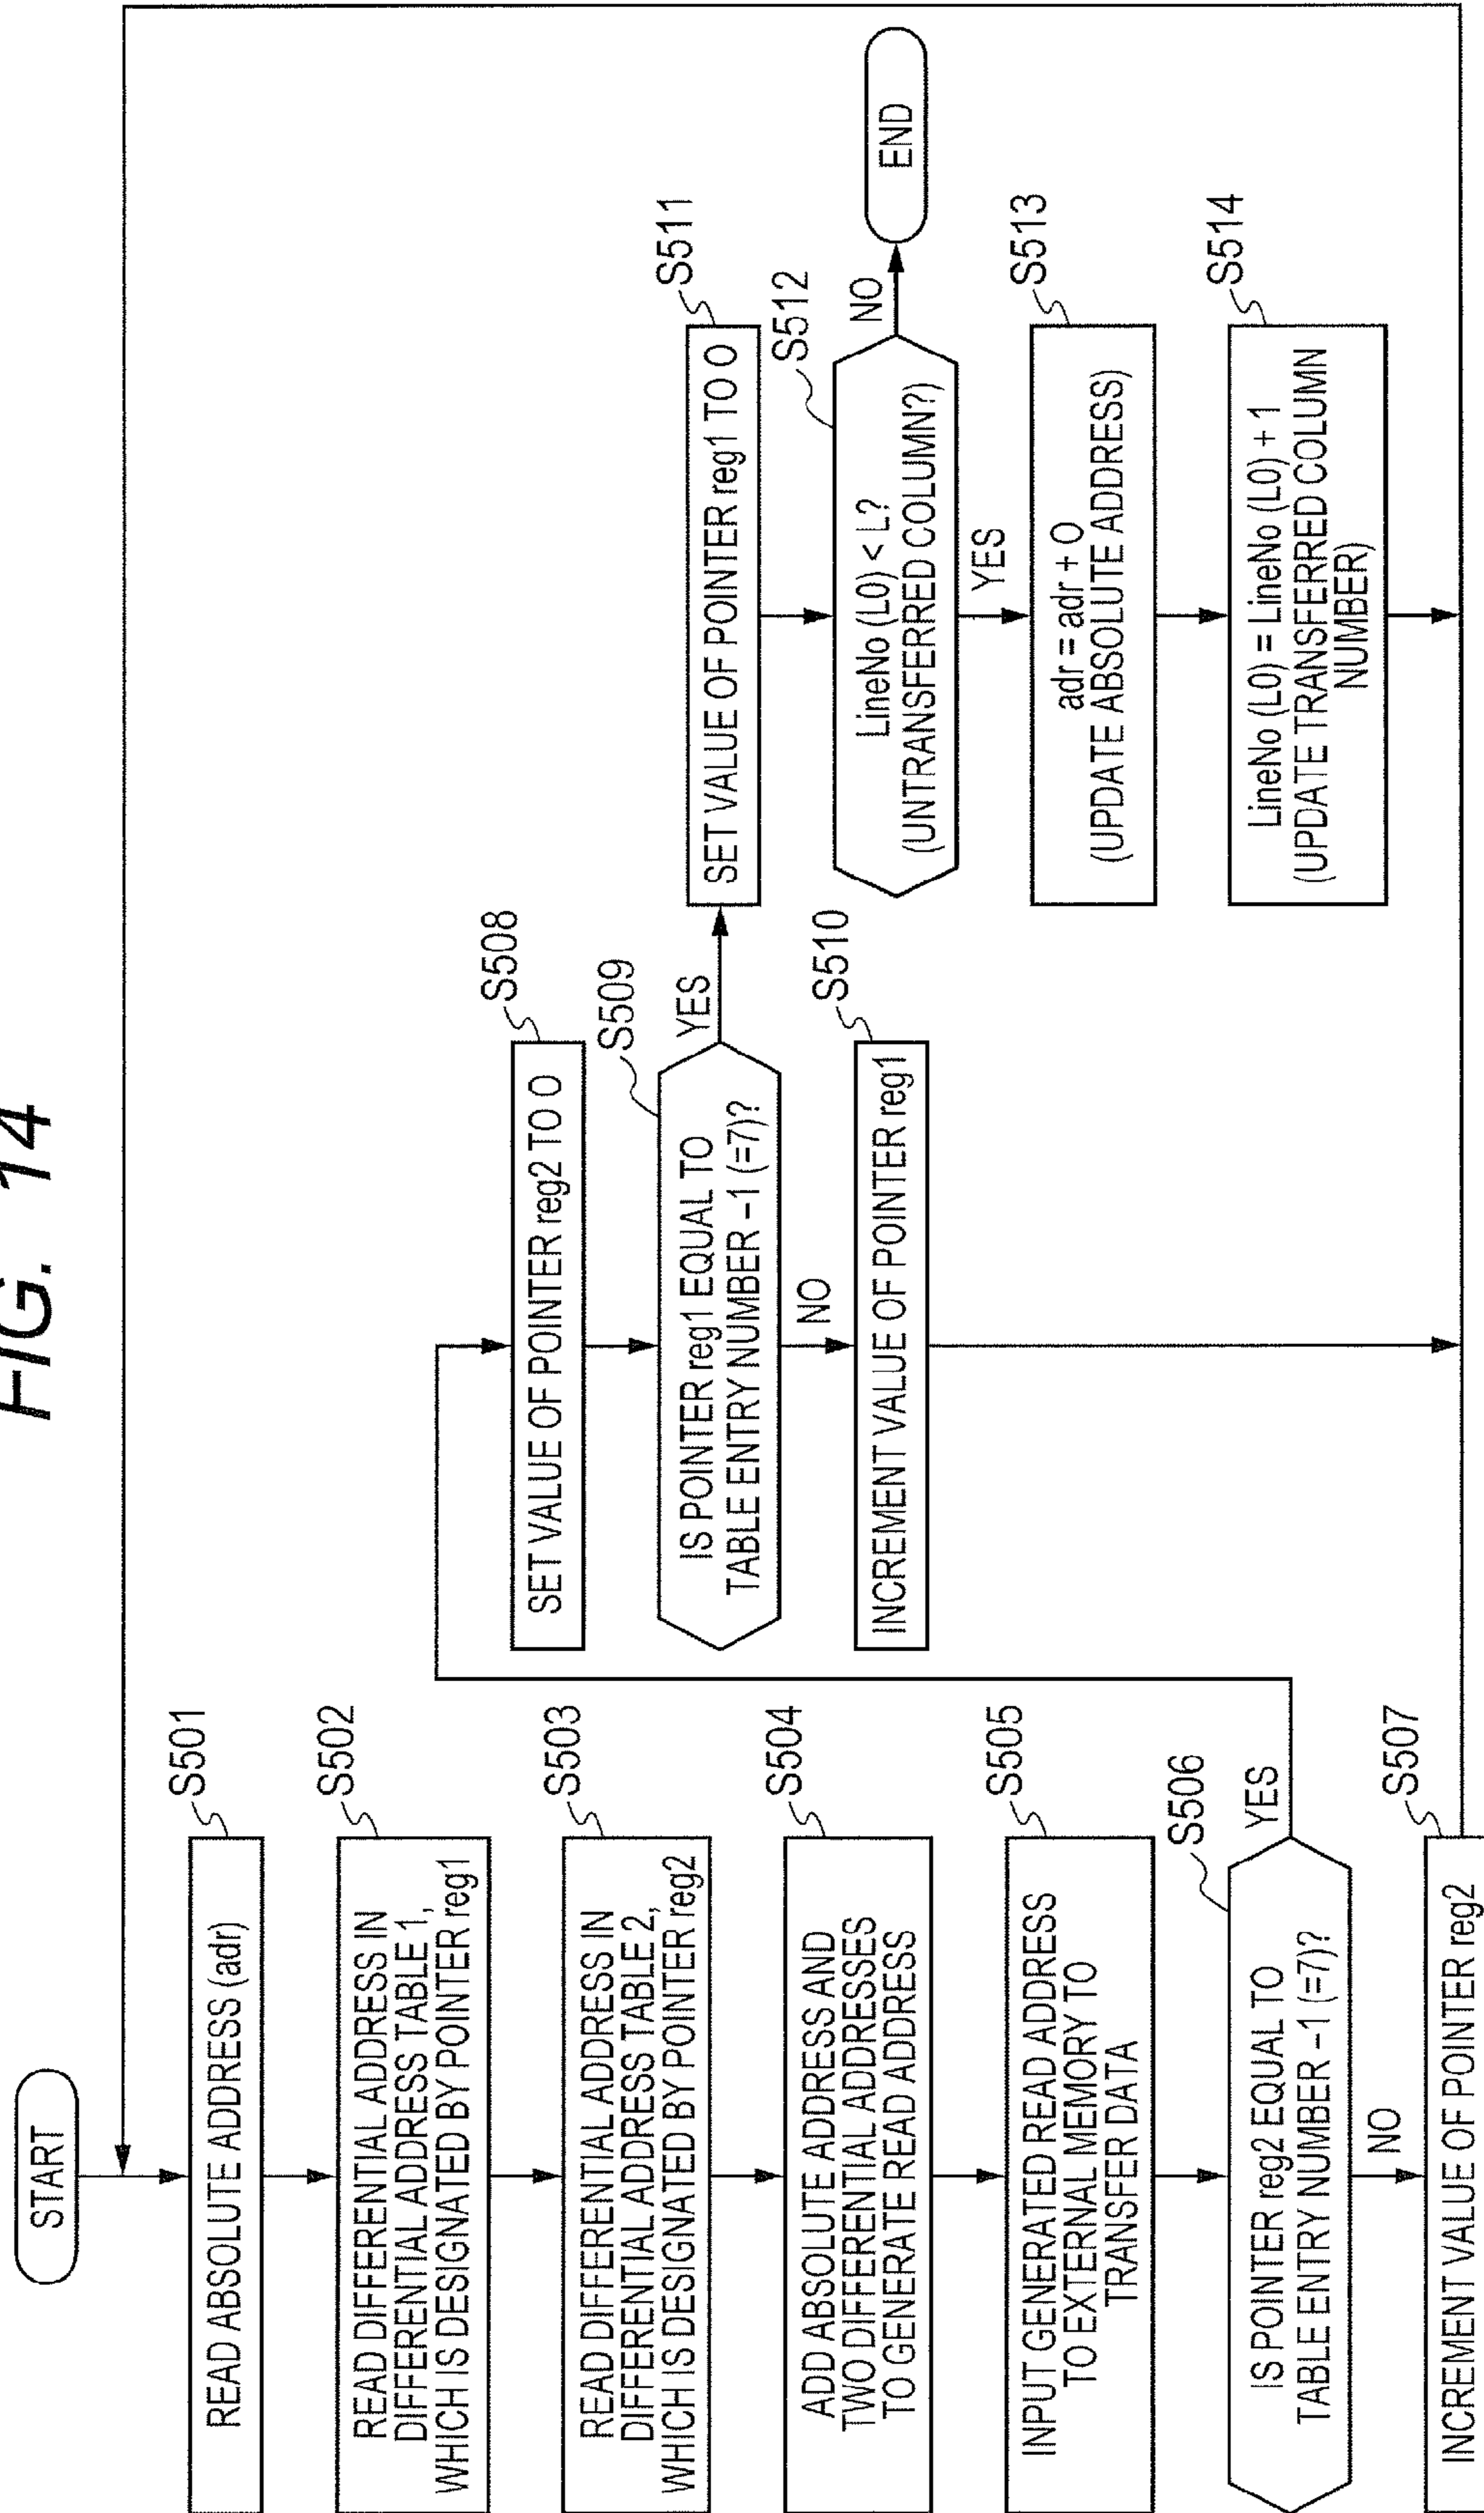 FIG. 14
START
S501
READ ABSOLUTE ADDRESS (adr)
S502
READ DIFFERENTIAL ADDRESS IN
DIFFERENTIAL ADDRESS TABLE 1,
WHICH IS DESIGNATED BY POINTER reg1
S503
READ DIFFERENTIAL ADDRESS IN
DIFFERENTIAL ADDRESS TABLE 2,
WHICH IS DESIGNATED BY POINTER reg2
S504
ADD ABSOLUTE ADDRESS AND
TWO DIFFERENTIAL ADDRESSES
TO GENERATE READ ADDRESS
S505
INPUT GENERATED READ ADDRESS
TO EXTERNAL MEMORY TO
TRANSFER DATA
S506
IS POINTER reg2 EQUAL TO
TABLE ENTRY NUMBER -1 (=7)?
YES
NO
S507
INCREMENT VALUE OF POINTER reg2
S508
SET VALUE OF POINTER reg2 TO O
S509
IS POINTER reg1 EQUAL TO
TABLE ENTRY NUMBER -1 (=7)?
YES
NO
S510
INCREMENT VALUE OF POINTER reg1
S511
SET VALUE OF POINTER reg1 TO O
S512
LineNo (L0) < L?
(UNTRANSFERRED COLUMN?)
NO
END
YES
S513
adr = adr + O
(UPDATE ABSOLUTE ADDRESS)
S514
LineNo (L0) = LineNo (L0) + 1
(UPDATE TRANSFERRED COLUMN
NUMBER)